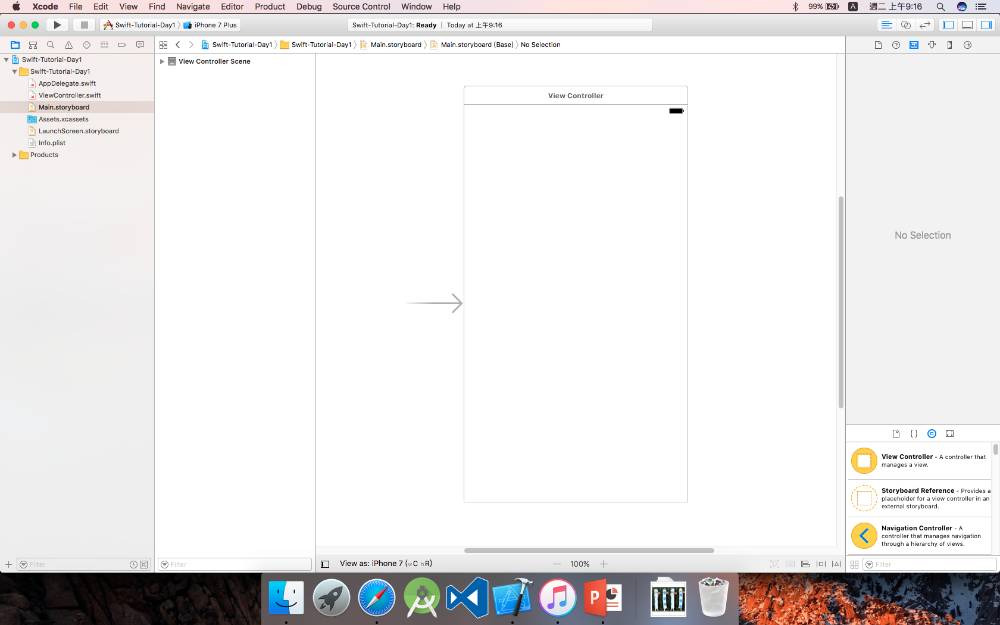 Xcode File Edit View Find Navigate Editor Product Debug Source Control Window Help 99% A 週二 上午9:16
Swift-Tutorial-Day1 iPhone 7 Plus Swift-Tutorial-Day1: Ready | Today at 上午9:16
Swift-Tutorial-Day1 Swift-Tutorial-Day1 Main.storyboard Main.storyboard (Base) No Selection
Swift-Tutorial-Day1
Swift-Tutorial-Day1
AppDelegate.swift
ViewController.swift
Main.storyboard
Assets.xcassets
LaunchScreen.storyboard
Info.plist
Products
Filter
View Controller Scene
Filter
View Controller
View as: iPhone 7 (wC hR) 100%
No Selection
{ }
View Controller - A controller that
manages a view.
Storyboard Reference - Provides a
placeholder for a view controller in an
external storyboard.
Navigation Controller - A
controller that manages navigation
through a hierarchy of views.
Filter
P